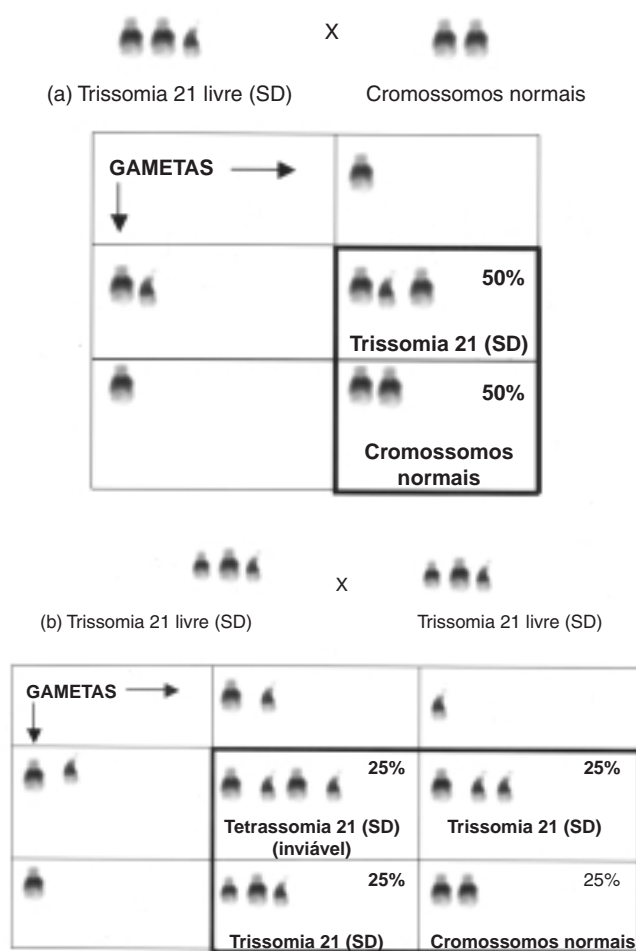 X
(a) Trissomia 21 livre (SD) Cromossomos normais
GAMETAS
50%
Trissomia 21 (SD)
50%
Cromossomos
normais
X
(b) Trissomia 21 livre (SD) Trissomia 21 livre (SD)
GAMETAS
25% 25%
Tetrassomia 21 (SD) Trissomia 21 (SD)
(inviável)
25% 25%
Trissomia 21 (SD) Cromossomos normais